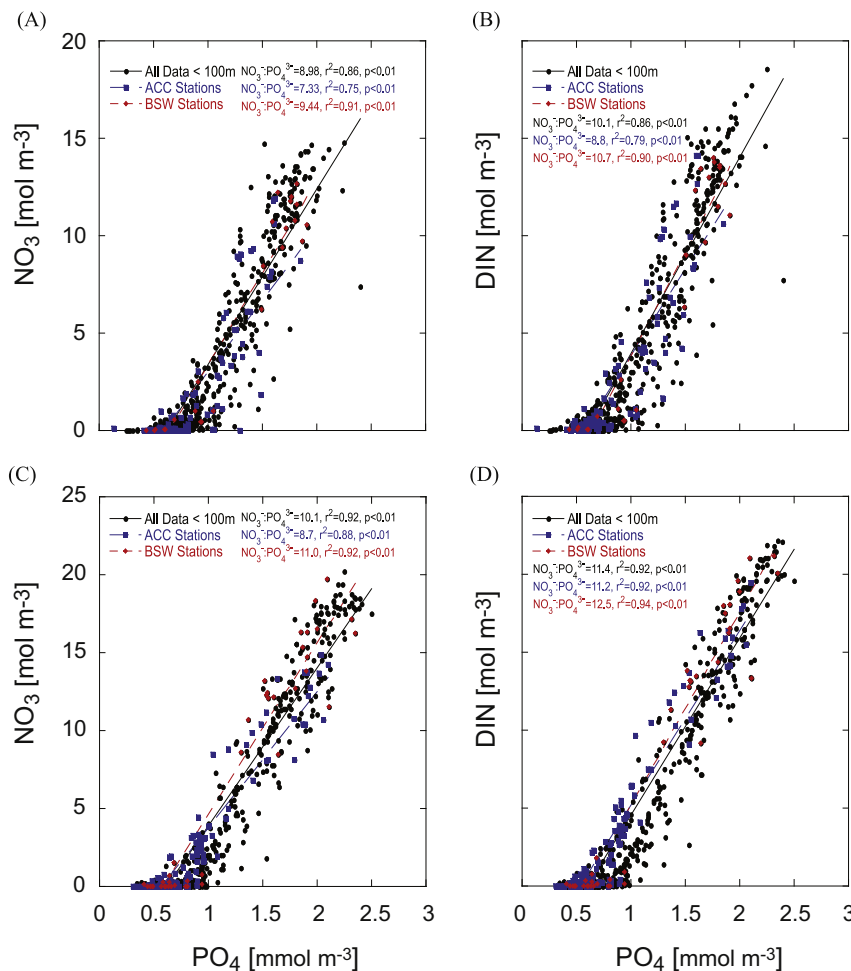 (A)
20
15
10
5
0
NO3 [mol m-3]
All Data < 100m
ACC Stations
BSW Stations
NO3-:PO43-=8.98, r2=0.86, p<0.01
NO3-:PO43-=7.33, r2=0.75, p<0.01
NO3-:PO43-=9.44, r2=0.91, p<0.01
(B)
DIN [mol m-3]
All Data < 100m
ACC Stations
BSW Stations
NO3-:PO43-=10.1, r2=0.86, p<0.01
NO3-:PO43-=8.8, r2=0.79, p<0.01
NO3-:PO43-=10.7, r2=0.90, p<0.01
(C)
25
20
15
10
5
0
NO3 [mol m-3]
All Data < 100m
ACC Stations
BSW Stations
NO3-:PO43-=10.1, r2=0.92, p<0.01
NO3-:PO43-=8.7, r2=0.88, p<0.01
NO3-:PO43-=11.0, r2=0.92, p<0.01
0 0.5 1 1.5 2 2.5 3
PO4 [mmol m-3]
(D)
DIN [mol m-3]
All Data < 100m
ACC Stations
BSW Stations
NO3-:PO43-=11.4, r2=0.92, p<0.01
NO3-:PO43-=11.2, r2=0.92, p<0.01
NO3-:PO43-=12.5, r2=0.94, p<0.01
0 0.5 1 1.5 2 2.5 3
PO4 [mmol m-3]